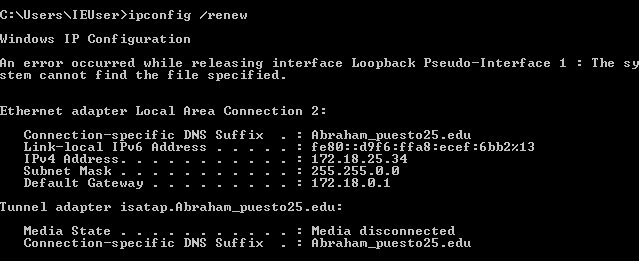 C:\Users\IEUser>ipconfig /renew
Windows IP Configuration
An error occurred while releasing interface Loopback Pseudo-Interface 1 : The sy
stem cannot find the file specified.
Ethernet adapter Local Area Connection 2:
Connection-specific DNS Suffix  . : Abraham_puesto25.edu
Link-local IPv6 Address . . . . . : fe80::d9f6:ffa8:ecef:6bb2%13
IPv4 Address. . . . . . . . . . . : 172.18.25.34
Subnet Mask . . . . . . . . . . . : 255.255.0.0
Default Gateway . . . . . . . . . : 172.18.0.1
Tunnel adapter isatap.Abraham_puesto25.edu:
Media State . . . . . . . . . . . : Media disconnected
Connection-specific DNS Suffix  . : Abraham_puesto25.edu